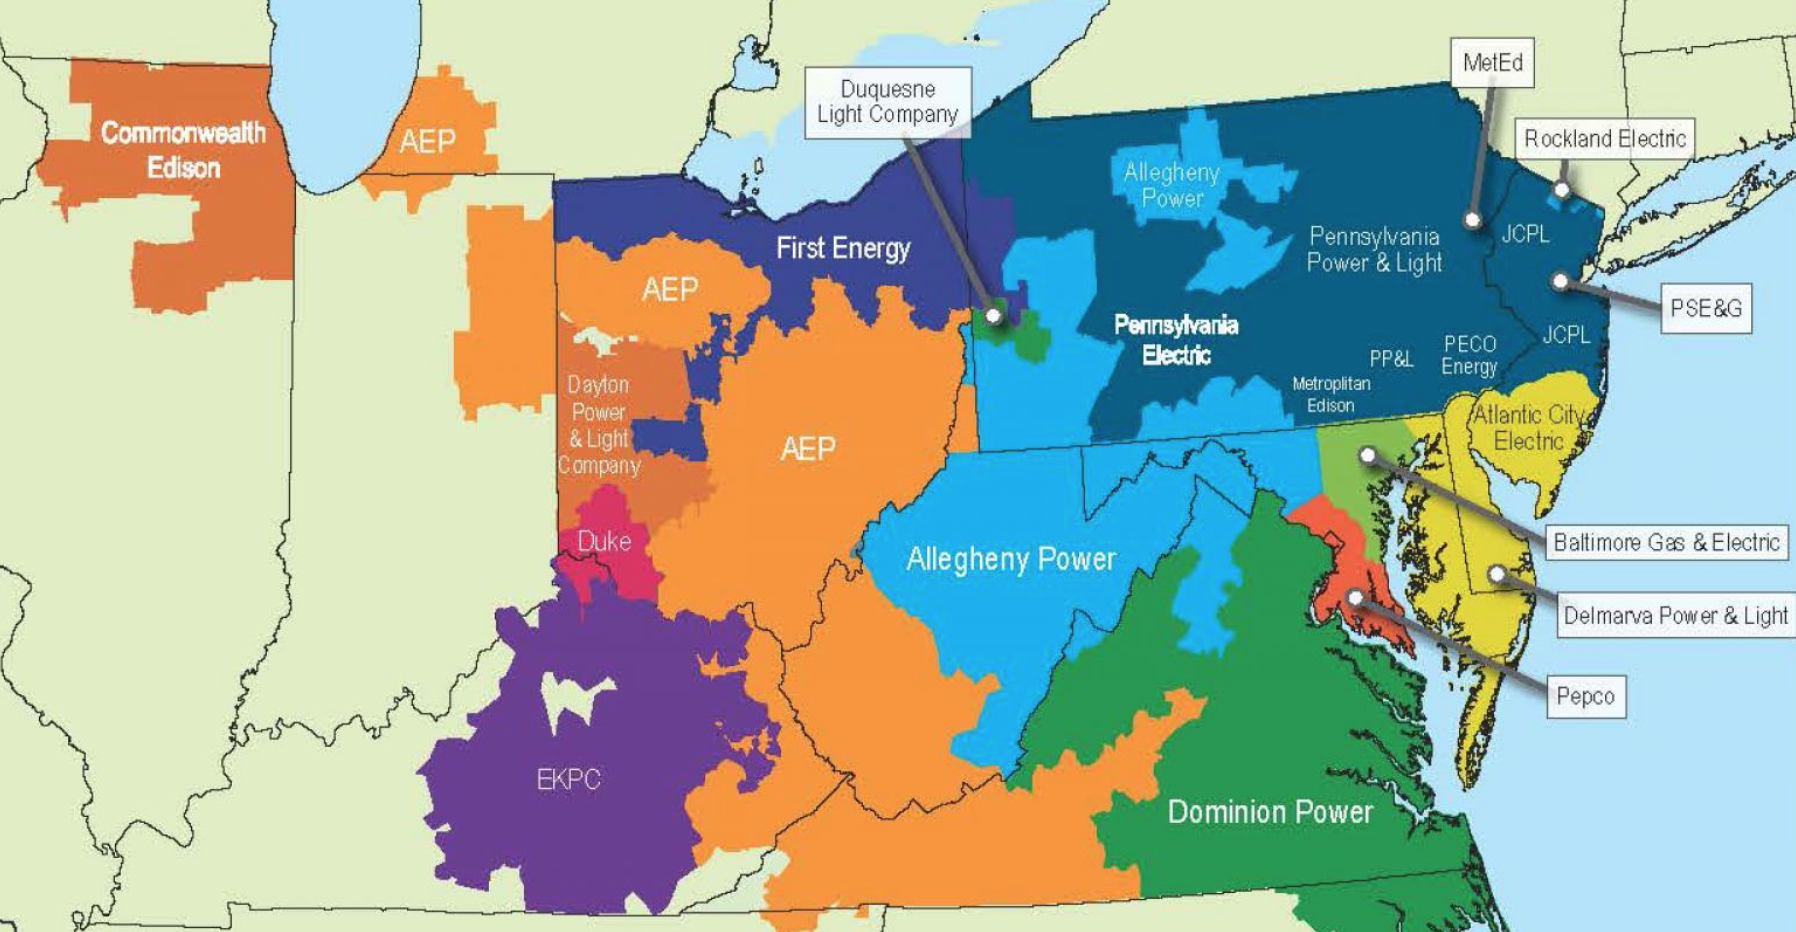 MetEd
Duquesne
Light Company
Commonwealth
Edison
AEP
Rockland Electric
Allegheny
Power
Pennsylvania
Power & Light
JCPL
First Energy
AEP
PSE&G
Pennsylvania
Electric
JCPL
PP&L
PECO
Energy
Metroplitan
Edison
Dayton
Power
& Light
Company
AEP
Atlantic City
Electric
Duke
Allegheny Power
Baltimore Gas & Electric
AEP
Delmarva Power & Light
Pepco
EKPC
Dominion Power